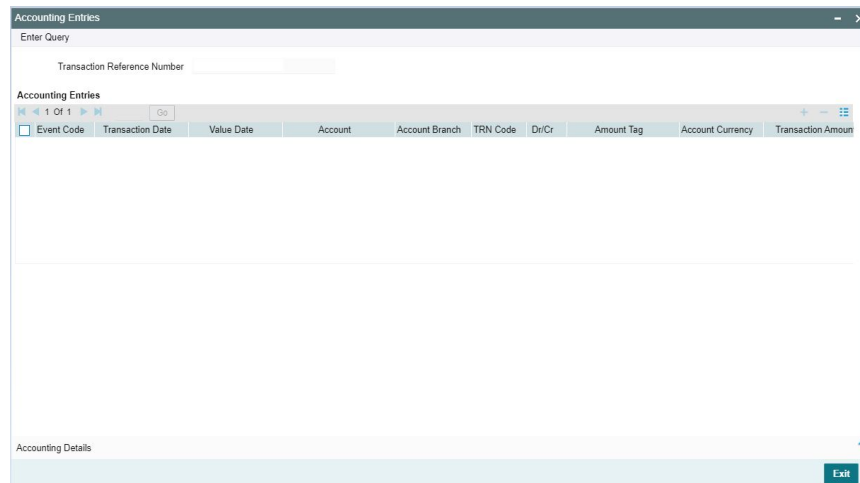 Accounting Entries
Enter Query
Transaction Reference Number
Accounting Entries
1 Of 1 Go
Event Code Transaction Date Value Date Account Account Branch TRN Code Dr/Cr Amount Tag Account Currency Transaction Amoun
Accounting Details
Exit